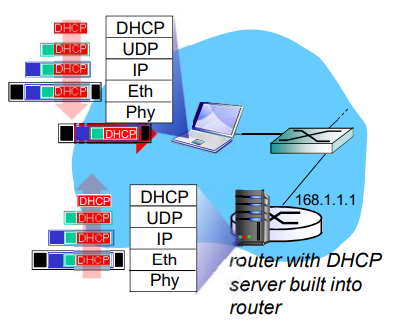 DHCP
DHCP
DHCP
DHCP
DHCP
DHCP
UDP
IP
Eth
Phy
168.1.1.1
DHCP
DHCP
DHCP
DHCP
DHCP
UDP
IP
Eth
Phy
router with DHCP
server built into
router